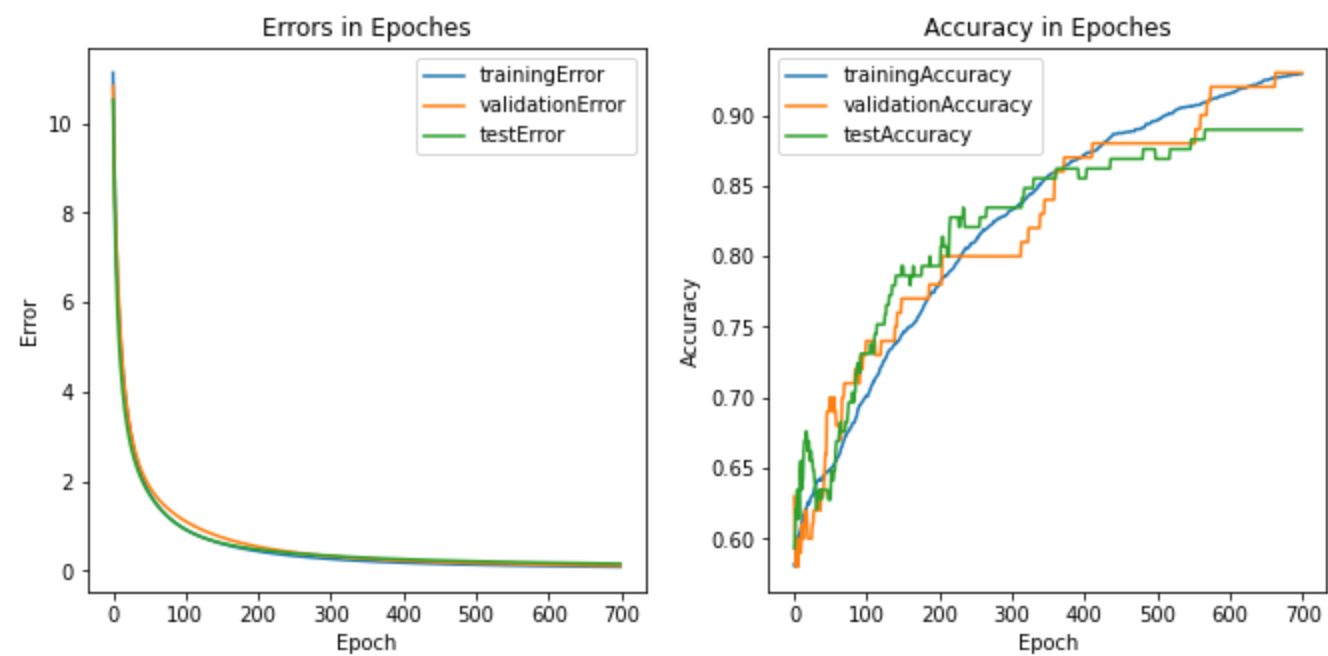 Errors in Epoches
trainingError
validationError
testError
10
8
6
4
2
0
Error
0 100 200 300 400 500 600 700
Epoch
Accuracy in Epoches
trainingAccuracy
validationAccuracy
testAccuracy
0.90
0.85
0.80
0.75
0.70
0.65
0.60
Accuracy
0 100 200 300 400 500 600 700
Epoch